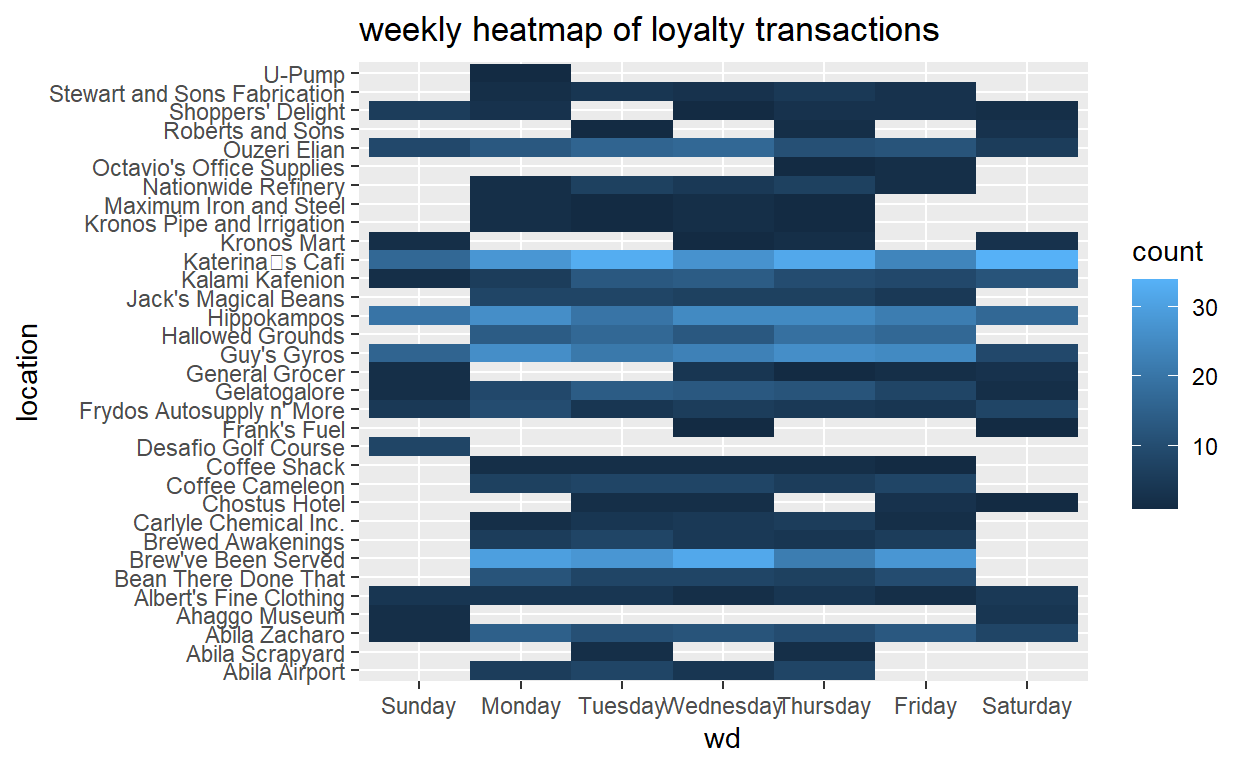 weekly heatmap of loyalty transactions
location
U-Pump
Stewart and Sons Fabrication
Shoppers' Delight
Roberts and Sons
Ouzeri Elian
Octavio's Office Supplies
Nationwide Refinery
Maximum Iron and Steel
Kronos Pipe and Irrigation
Kronos Mart
Katerina□s Cafi
Kalami Kafenion
Jack's Magical Beans
Hippokampos
Hallowed Grounds
Guy's Gyros
General Grocer
Gelatogalore
Frydos Autosupply n' More
Frank's Fuel
Desafio Golf Course
Coffee Shack
Coffee Cameleon
Chostus Hotel
Carlyle Chemical Inc.
Brewed Awakenings
Brew've Been Served
Bean There Done That
Albert's Fine Clothing
Ahaggo Museum
Abila Zacharo
Abila Scrapyard
Abila Airport
Sunday Monday Tuesday Wednesday Thursday Friday Saturday
wd
count
30
20
10